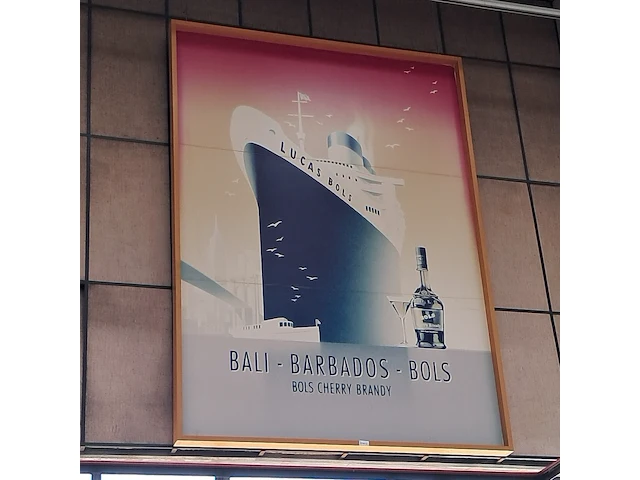 LUCAS BOLS
BALI - BARBADOS - BOLS
BOLS CHERRY BRANDY